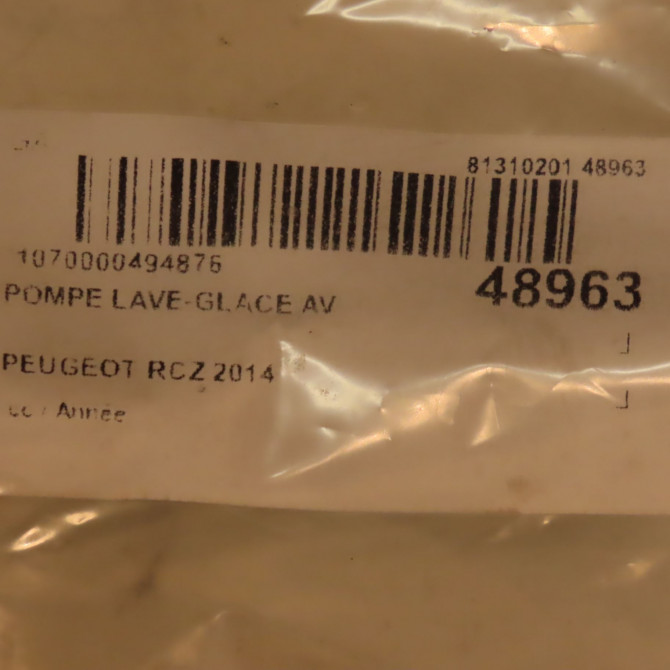 81310201 48963
1070000494876
48963
POMPE LAVE-GLACE AV
PEUGEOT RCZ 2014
Année